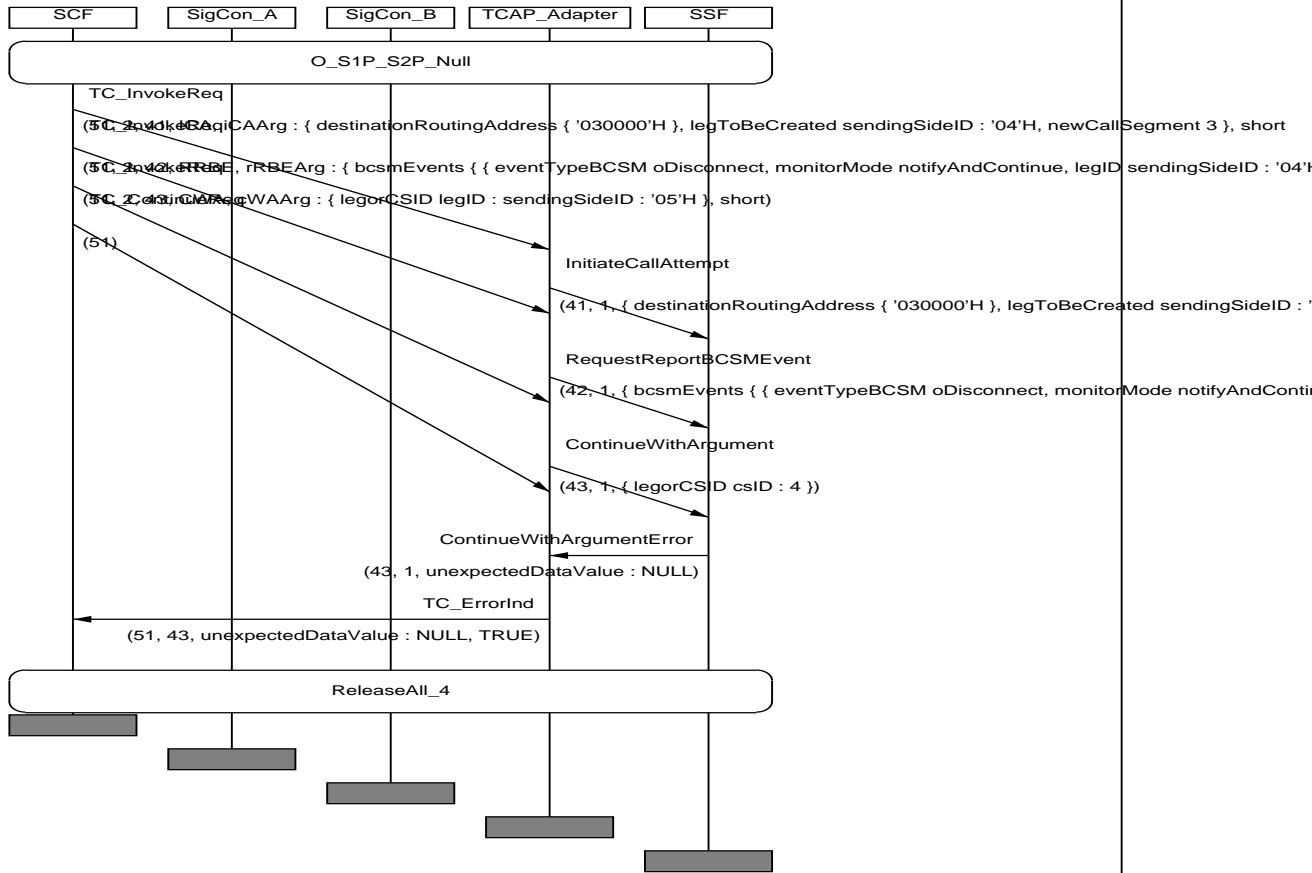 SCF SigCon_A SigCon_B TCAP_Adapter SSF
O_S1P_S2P_Null
TC_InvokeReq
iCAArg : { destinationRoutingAddress { '030000'H }, legToBeCreated sendingSideID : '04'H, newCallSegment 3 }, short
rRBEArg : { bcsmEvents { { eventTypeBCSM oDisconnect, monitorMode notifyAndContinue, legID sendingSideID : '04'H
cWAArg : { legorCSID legID : sendingSideID : '05'H }, short)
(51)
InitiateCallAttempt
(41, 1, { destinationRoutingAddress { '030000'H }, legToBeCreated sendingSideID : '
RequestReportBCSMEvent
(42, 1, { bcsmEvents { { eventTypeBCSM oDisconnect, monitorMode notifyAndContin
ContinueWithArgument
(43, 1, { legorCSID csID : 4 })
ContinueWithArgumentError
(43, 1, unexpectedDataValue : NULL)
TC_ErrorInd
(51, 43, unexpectedDataValue : NULL, TRUE)
ReleaseAll_4